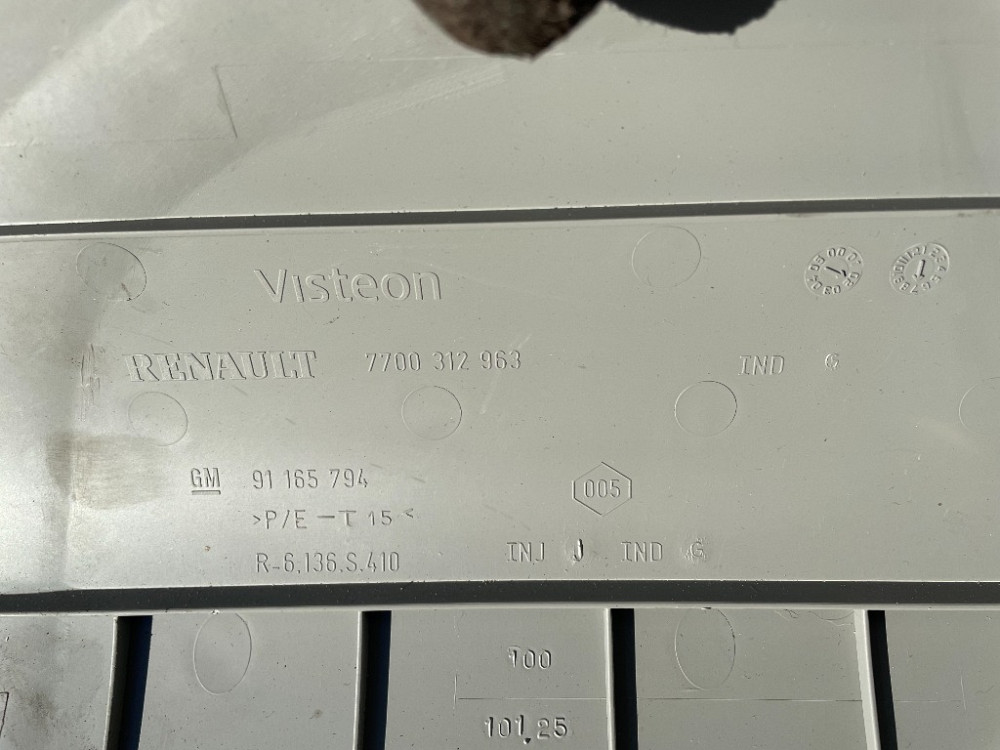 Visteon
RENAULT 7700 312 963 IND G
GM 91 165 794
005
>P/E-T 15<
R-6.136.S.410
INJ J IND G
100
101,25